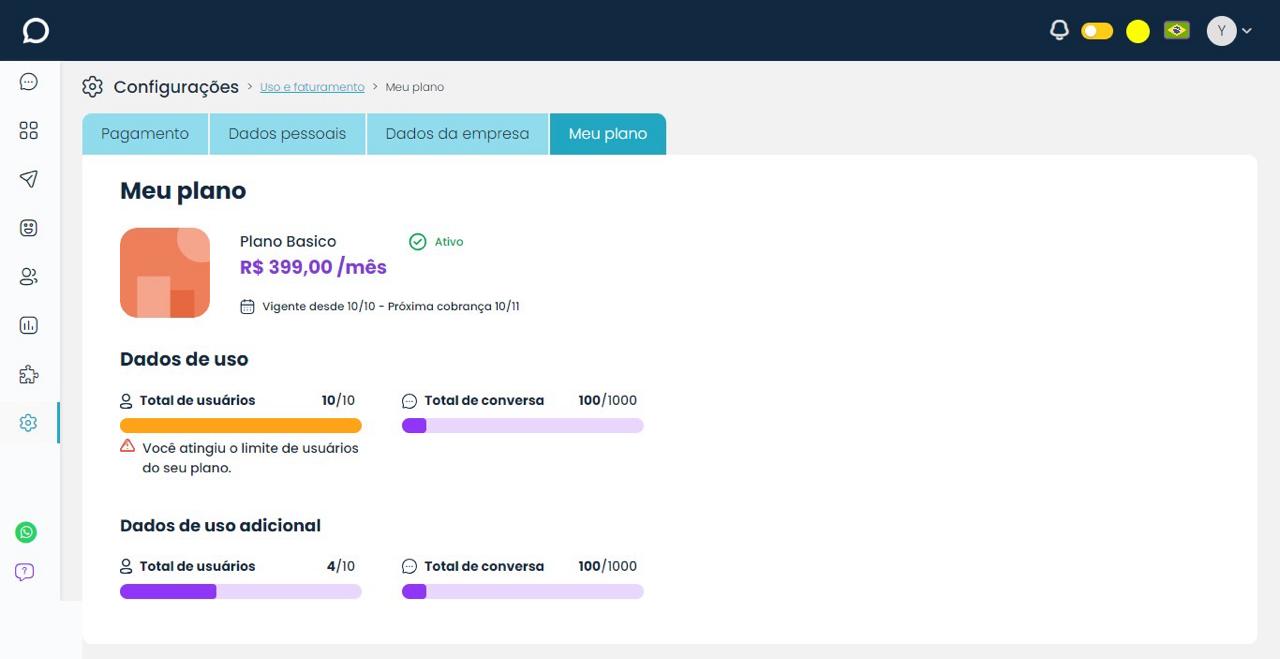 Y
Configurações > Uso e faturamento > Meu plano
Pagamento Dados pessoais Dados da empresa Meu plano
Meu plano
Plano Basico Ativo
R$ 399,00 /mês
Vigente desde 10/10 - Próxima cobrança 10/11
Dados de uso
Total de usuários 10/10 Total de conversa 100/1000
Você atingiu o limite de usuários
do seu plano.
Dados de uso adicional
Total de usuários 4/10 Total de conversa 100/1000